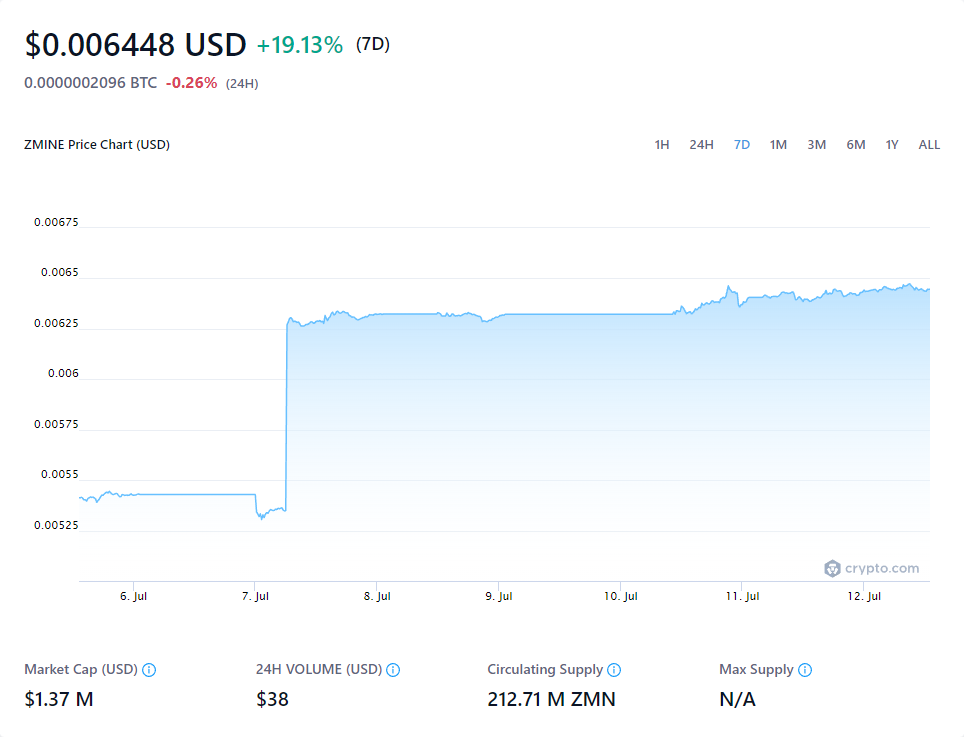 $0.006448 USD +19.13% (7D)
0.0000002096 BTC -0.26% (24H)
ZMINE Price Chart (USD) 1H 24H 7D 1M 3M 6M 1Y ALL
0.00675
0.0065
0.00625
0.006
0.00575
0.0055
0.00525
crypto.com
6. Jul 7. Jul 8. Jul 9. Jul 10. Jul 11. Jul 12. Jul
Market Cap (USD) 24H VOLUME (USD) Circulating Supply Max Supply
$1.37 M $38 212.71 M ZMN N/A